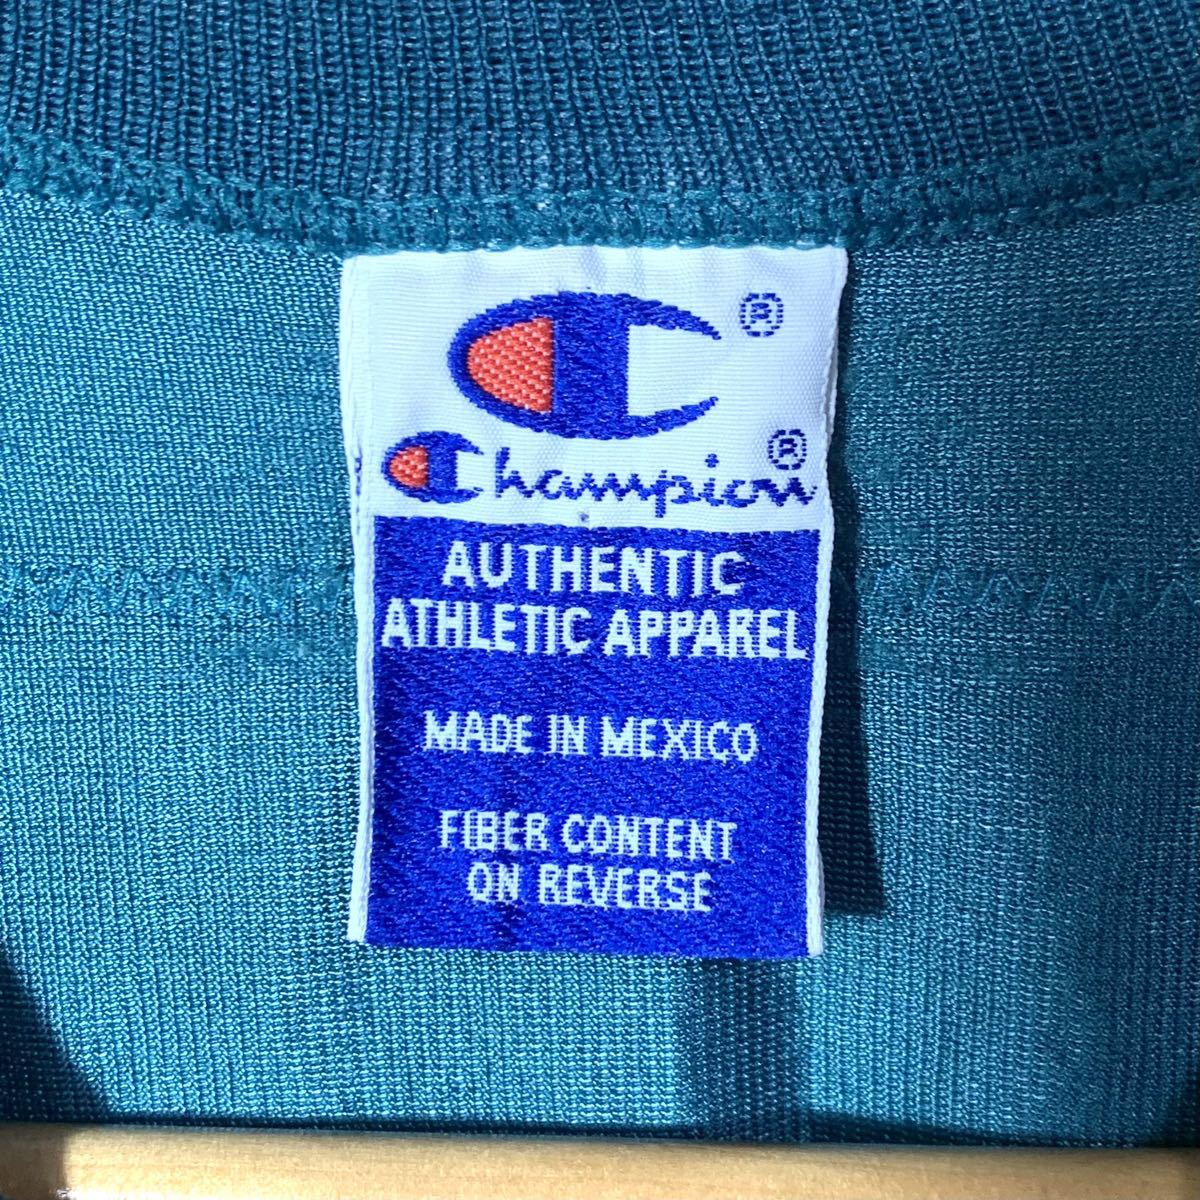 C®
Champion®
AUTHENTIC
ATHLETIC APPAREL
MADE IN MEXICO
FIBER CONTENT
ON REVERSE